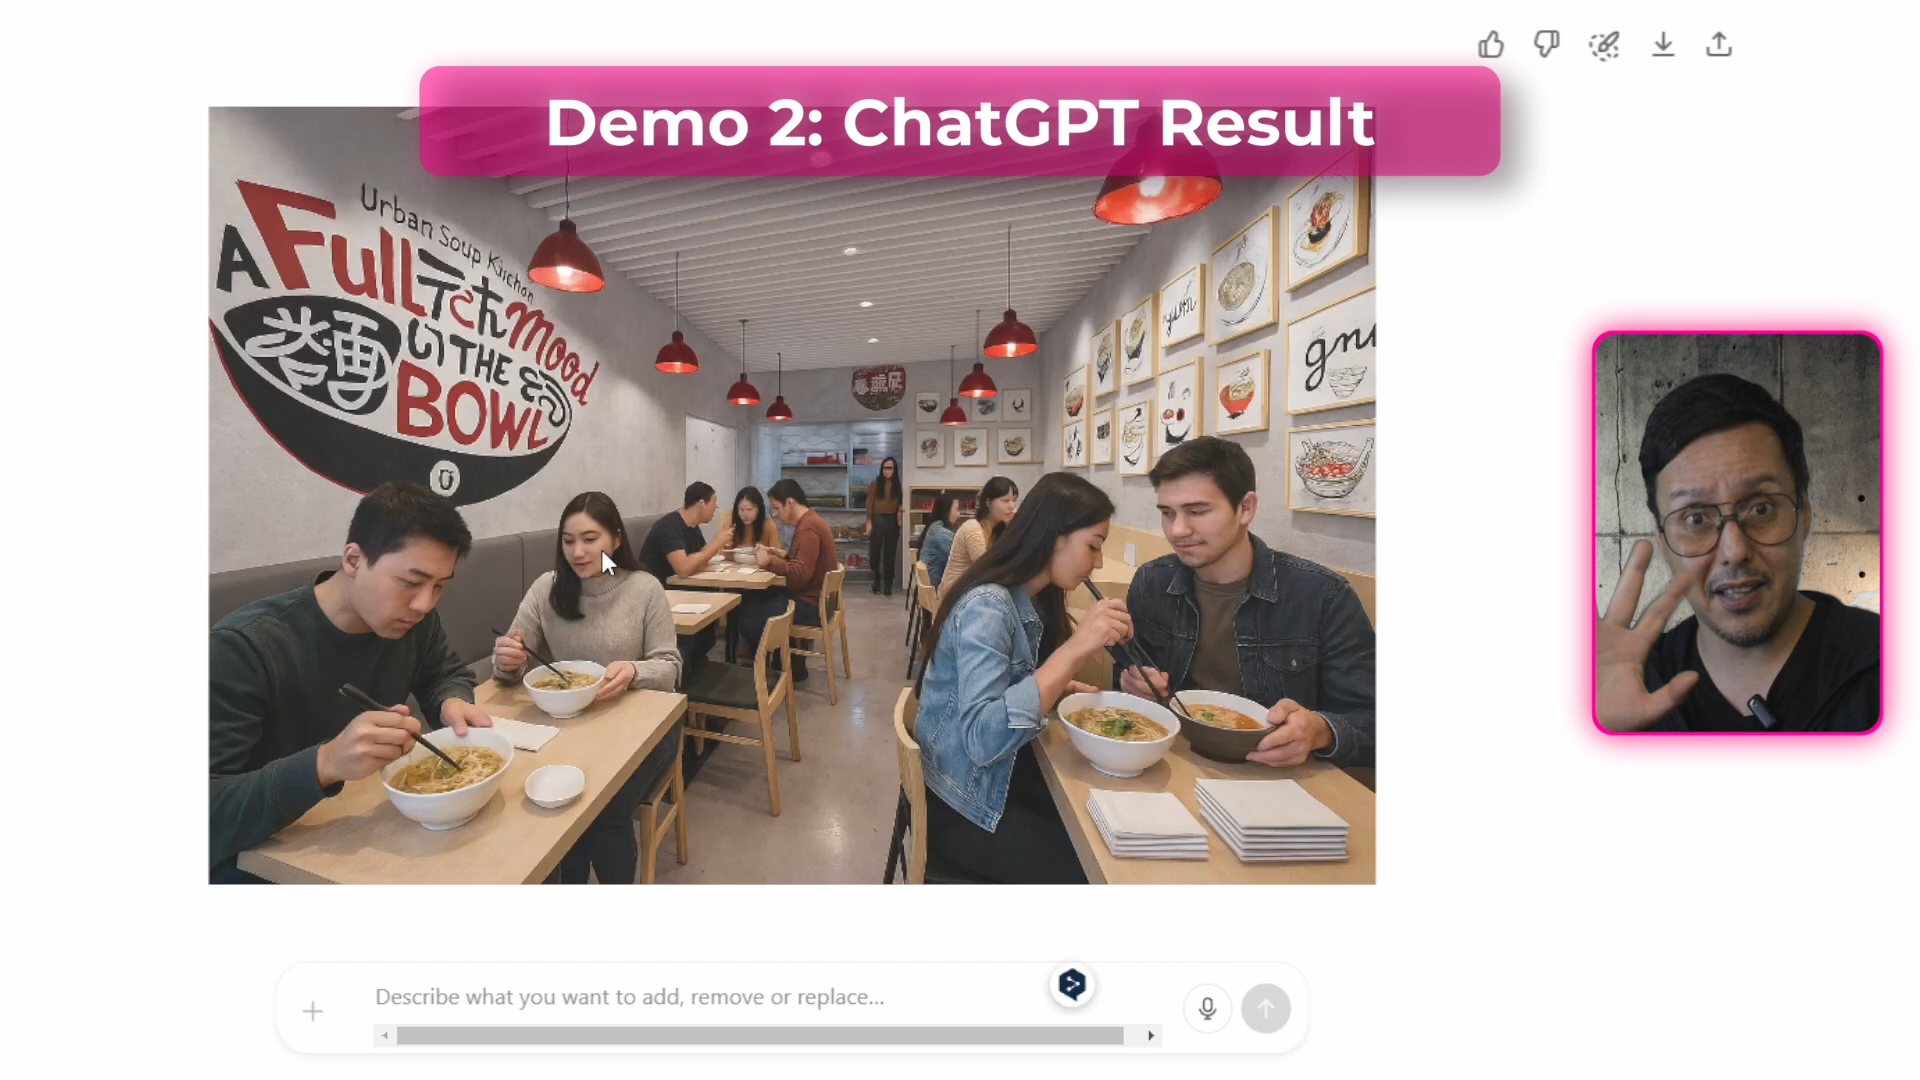 Demo 2: ChatGPT Result
Urban Soup Kitchen
A Full
Mood
THE
BOWL
Describe what you want to add, remove or replace...